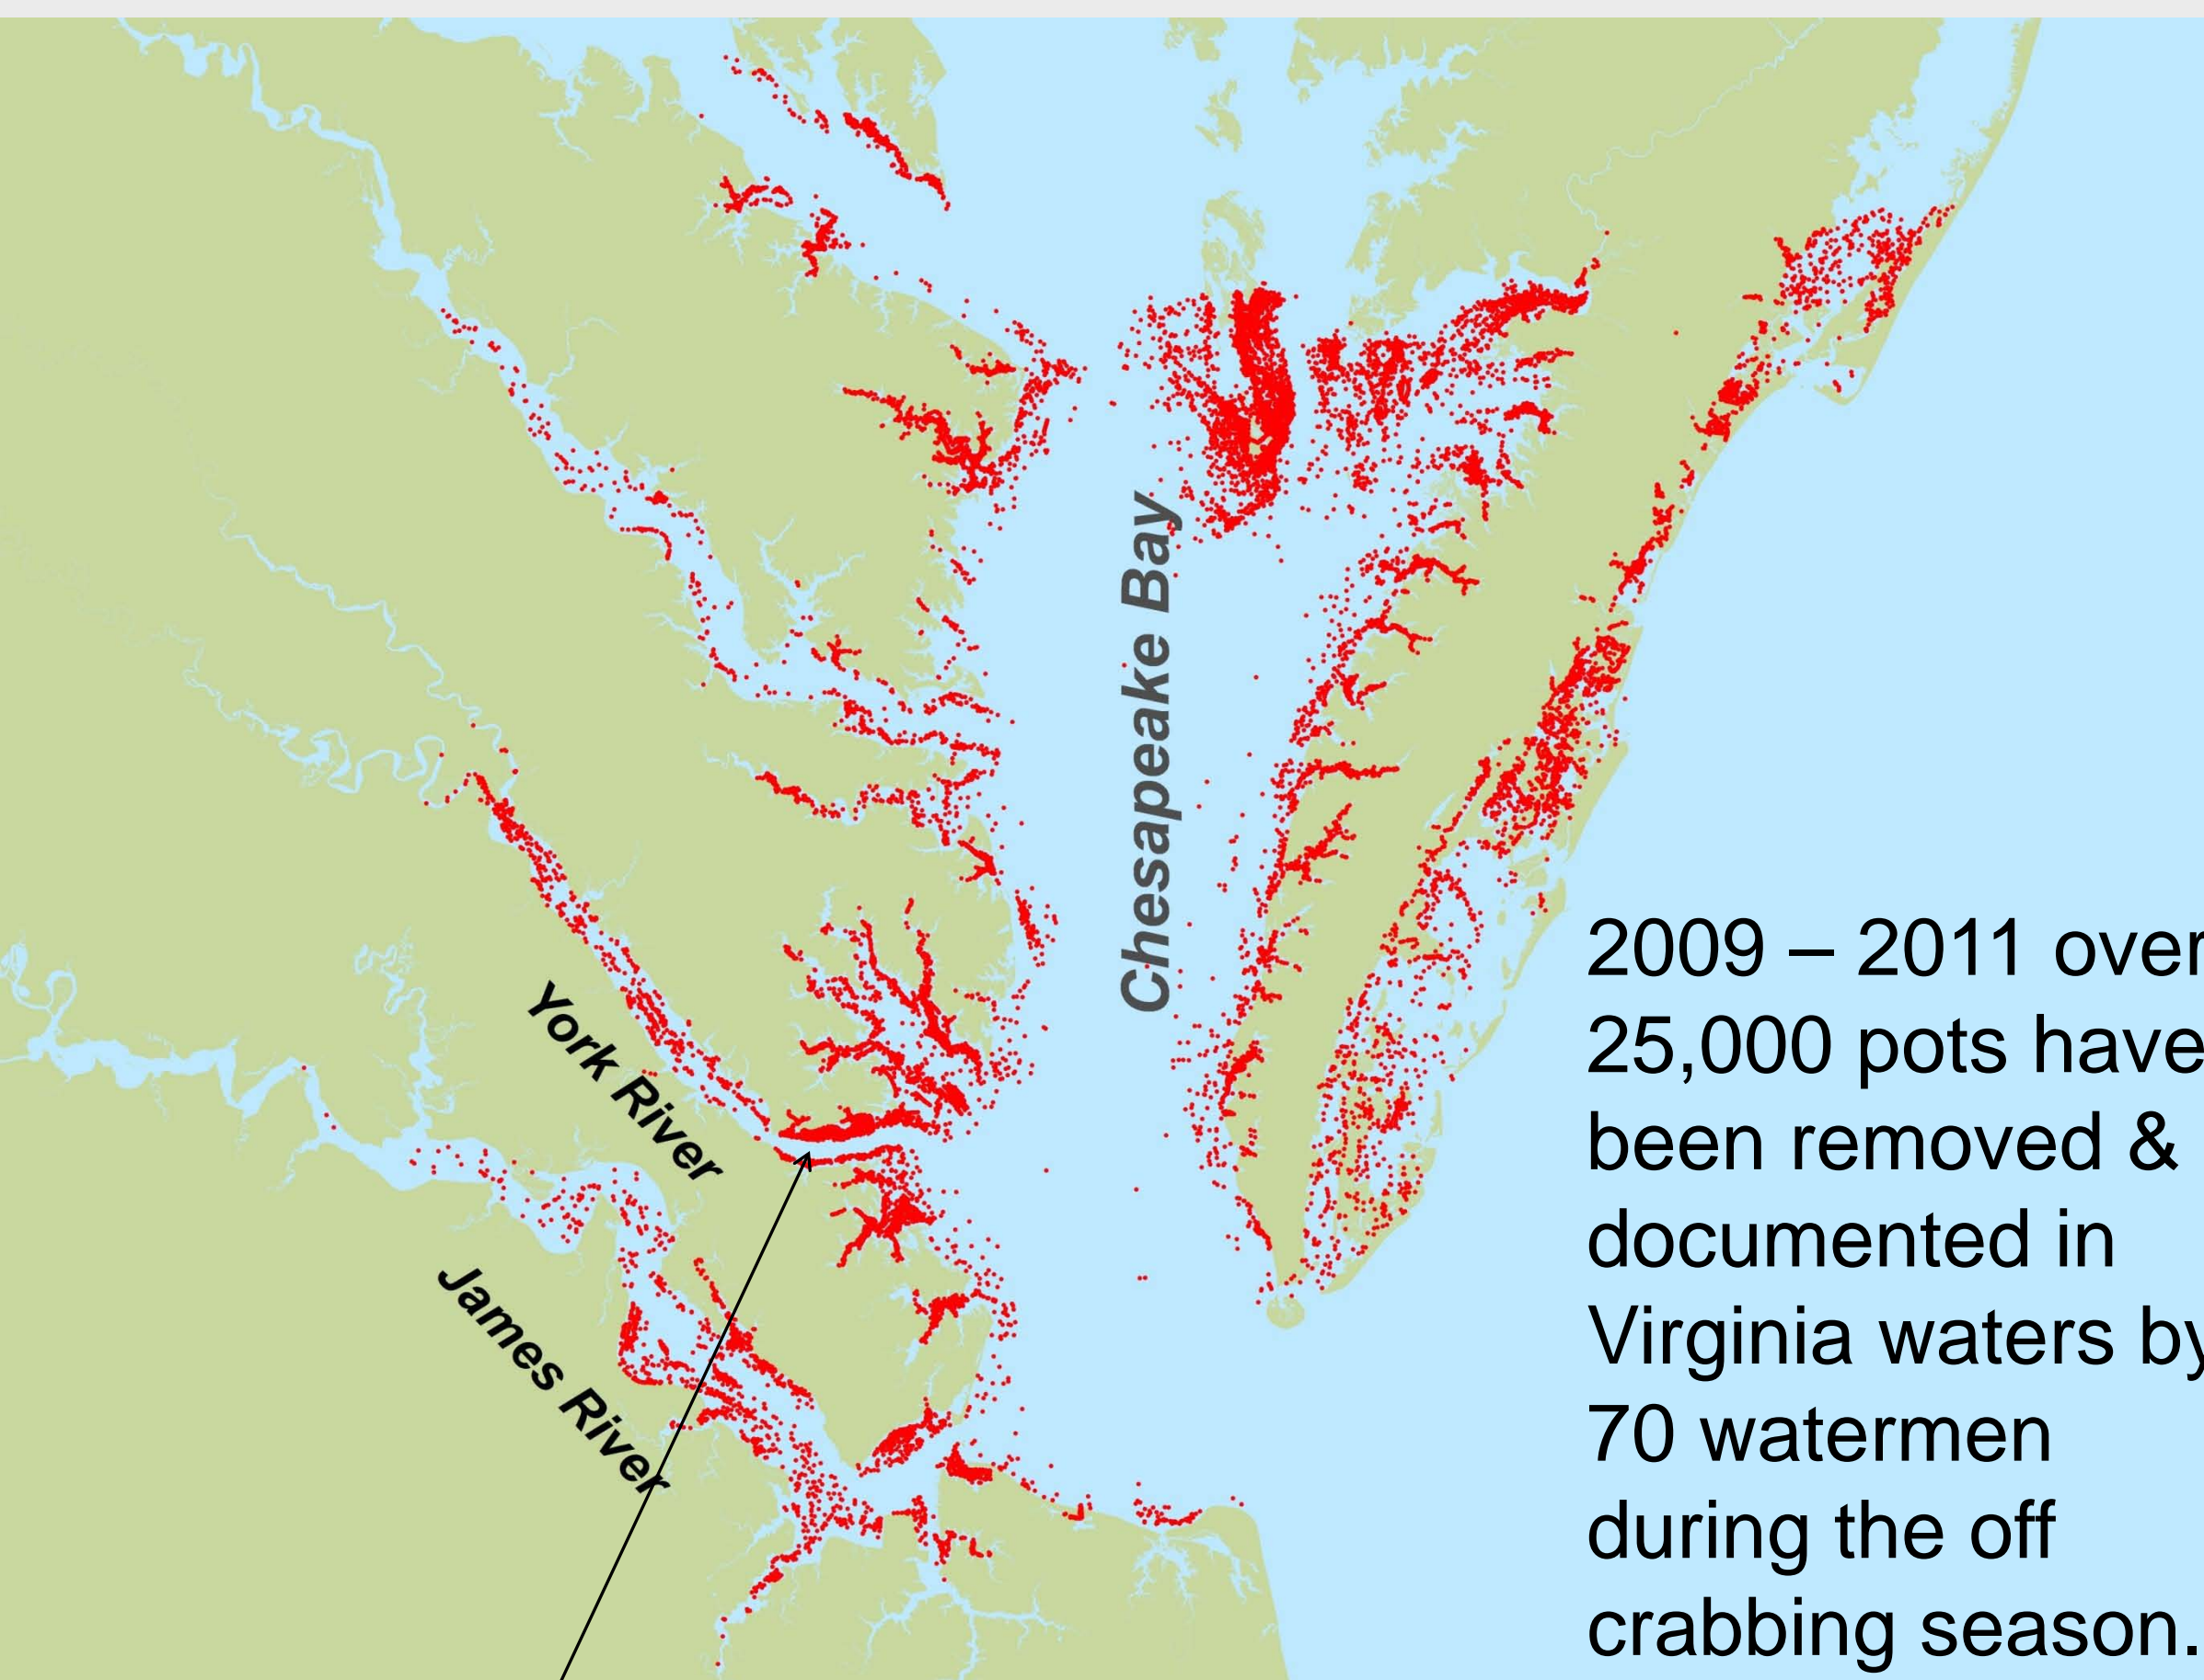 Chesapeake Bay
York River
James River
2009 – 2011 over
25,000 pots have
been removed &
documented in
Virginia waters by
70 watermen
during the off
crabbing season.